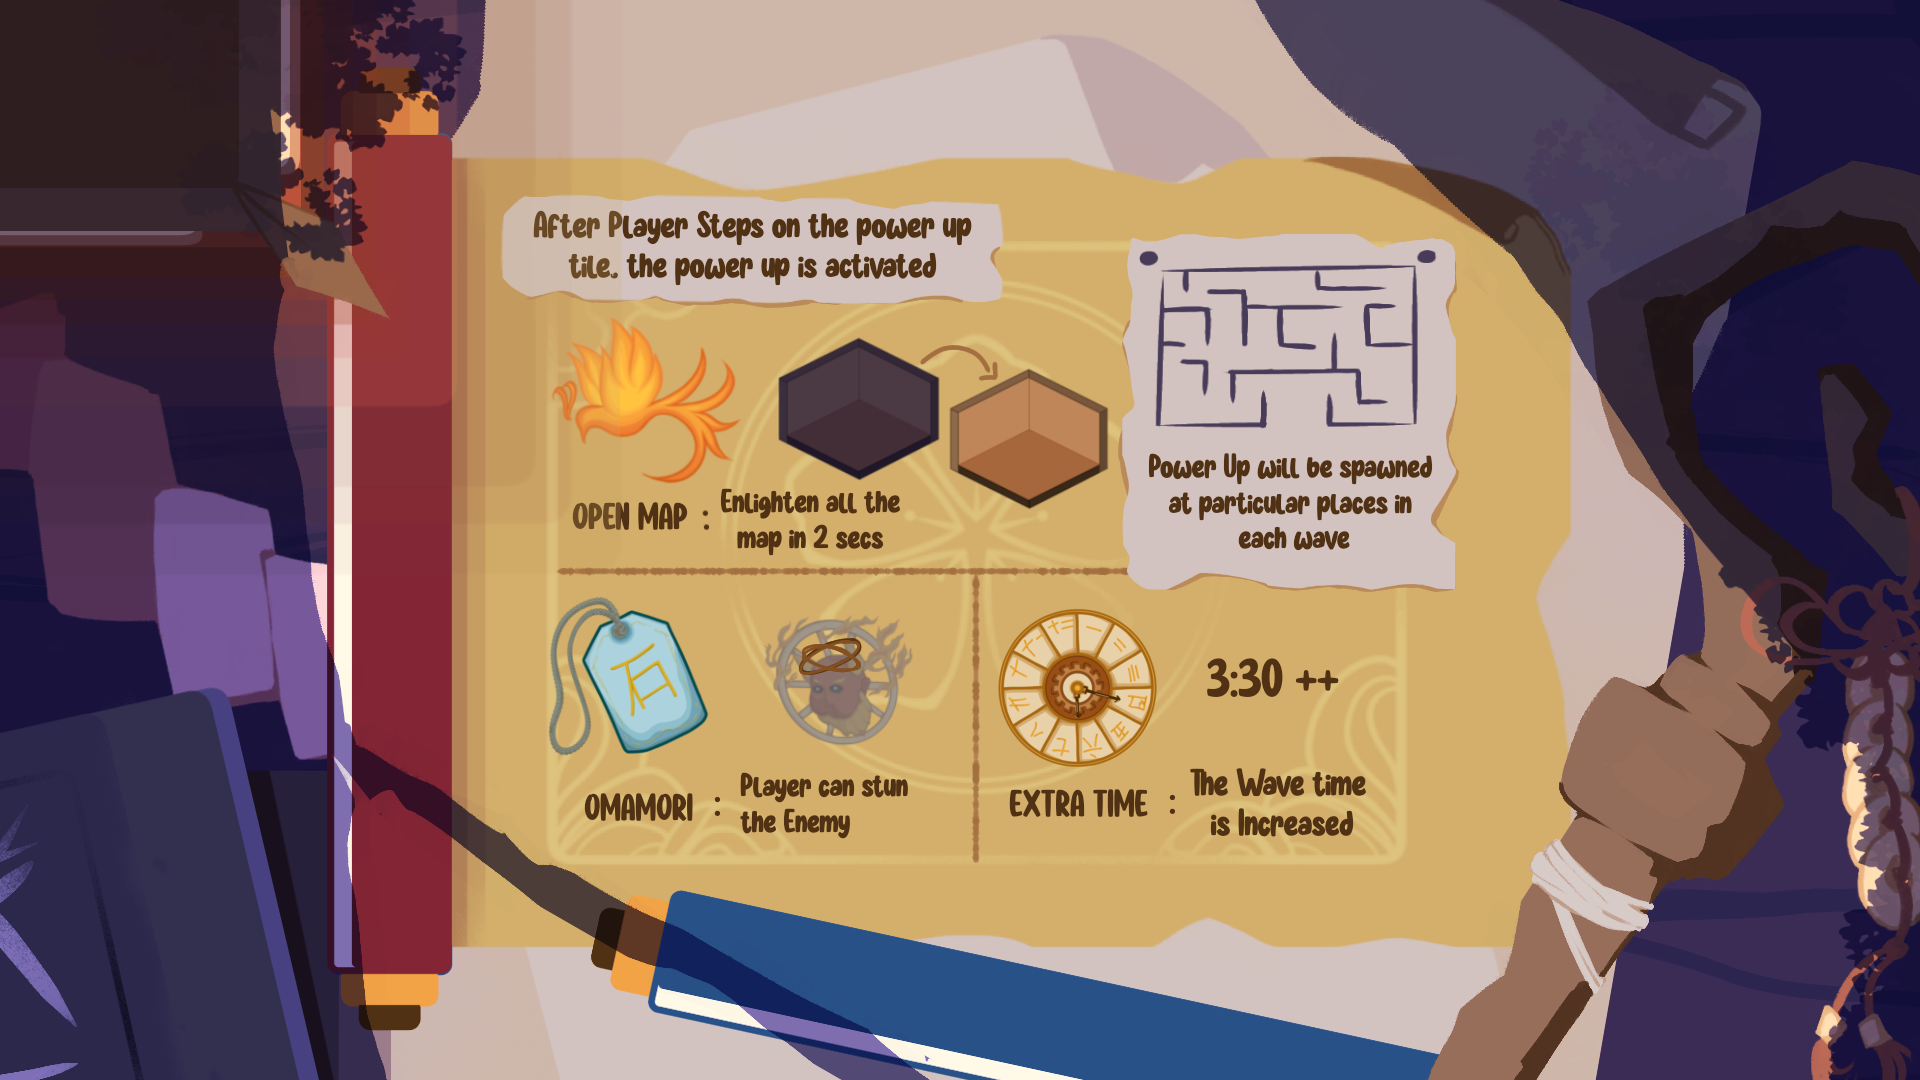 After Player Steps on the power up
tile. the power up is activated
OPEN MAP : Enlighten all the
map in 2 secs
Power Up will be spawned
at particular places in
each wave
OMAMORI : Player can stun
the Enemy
3:30 ++
EXTRA TIME : The Wave time
is Increased